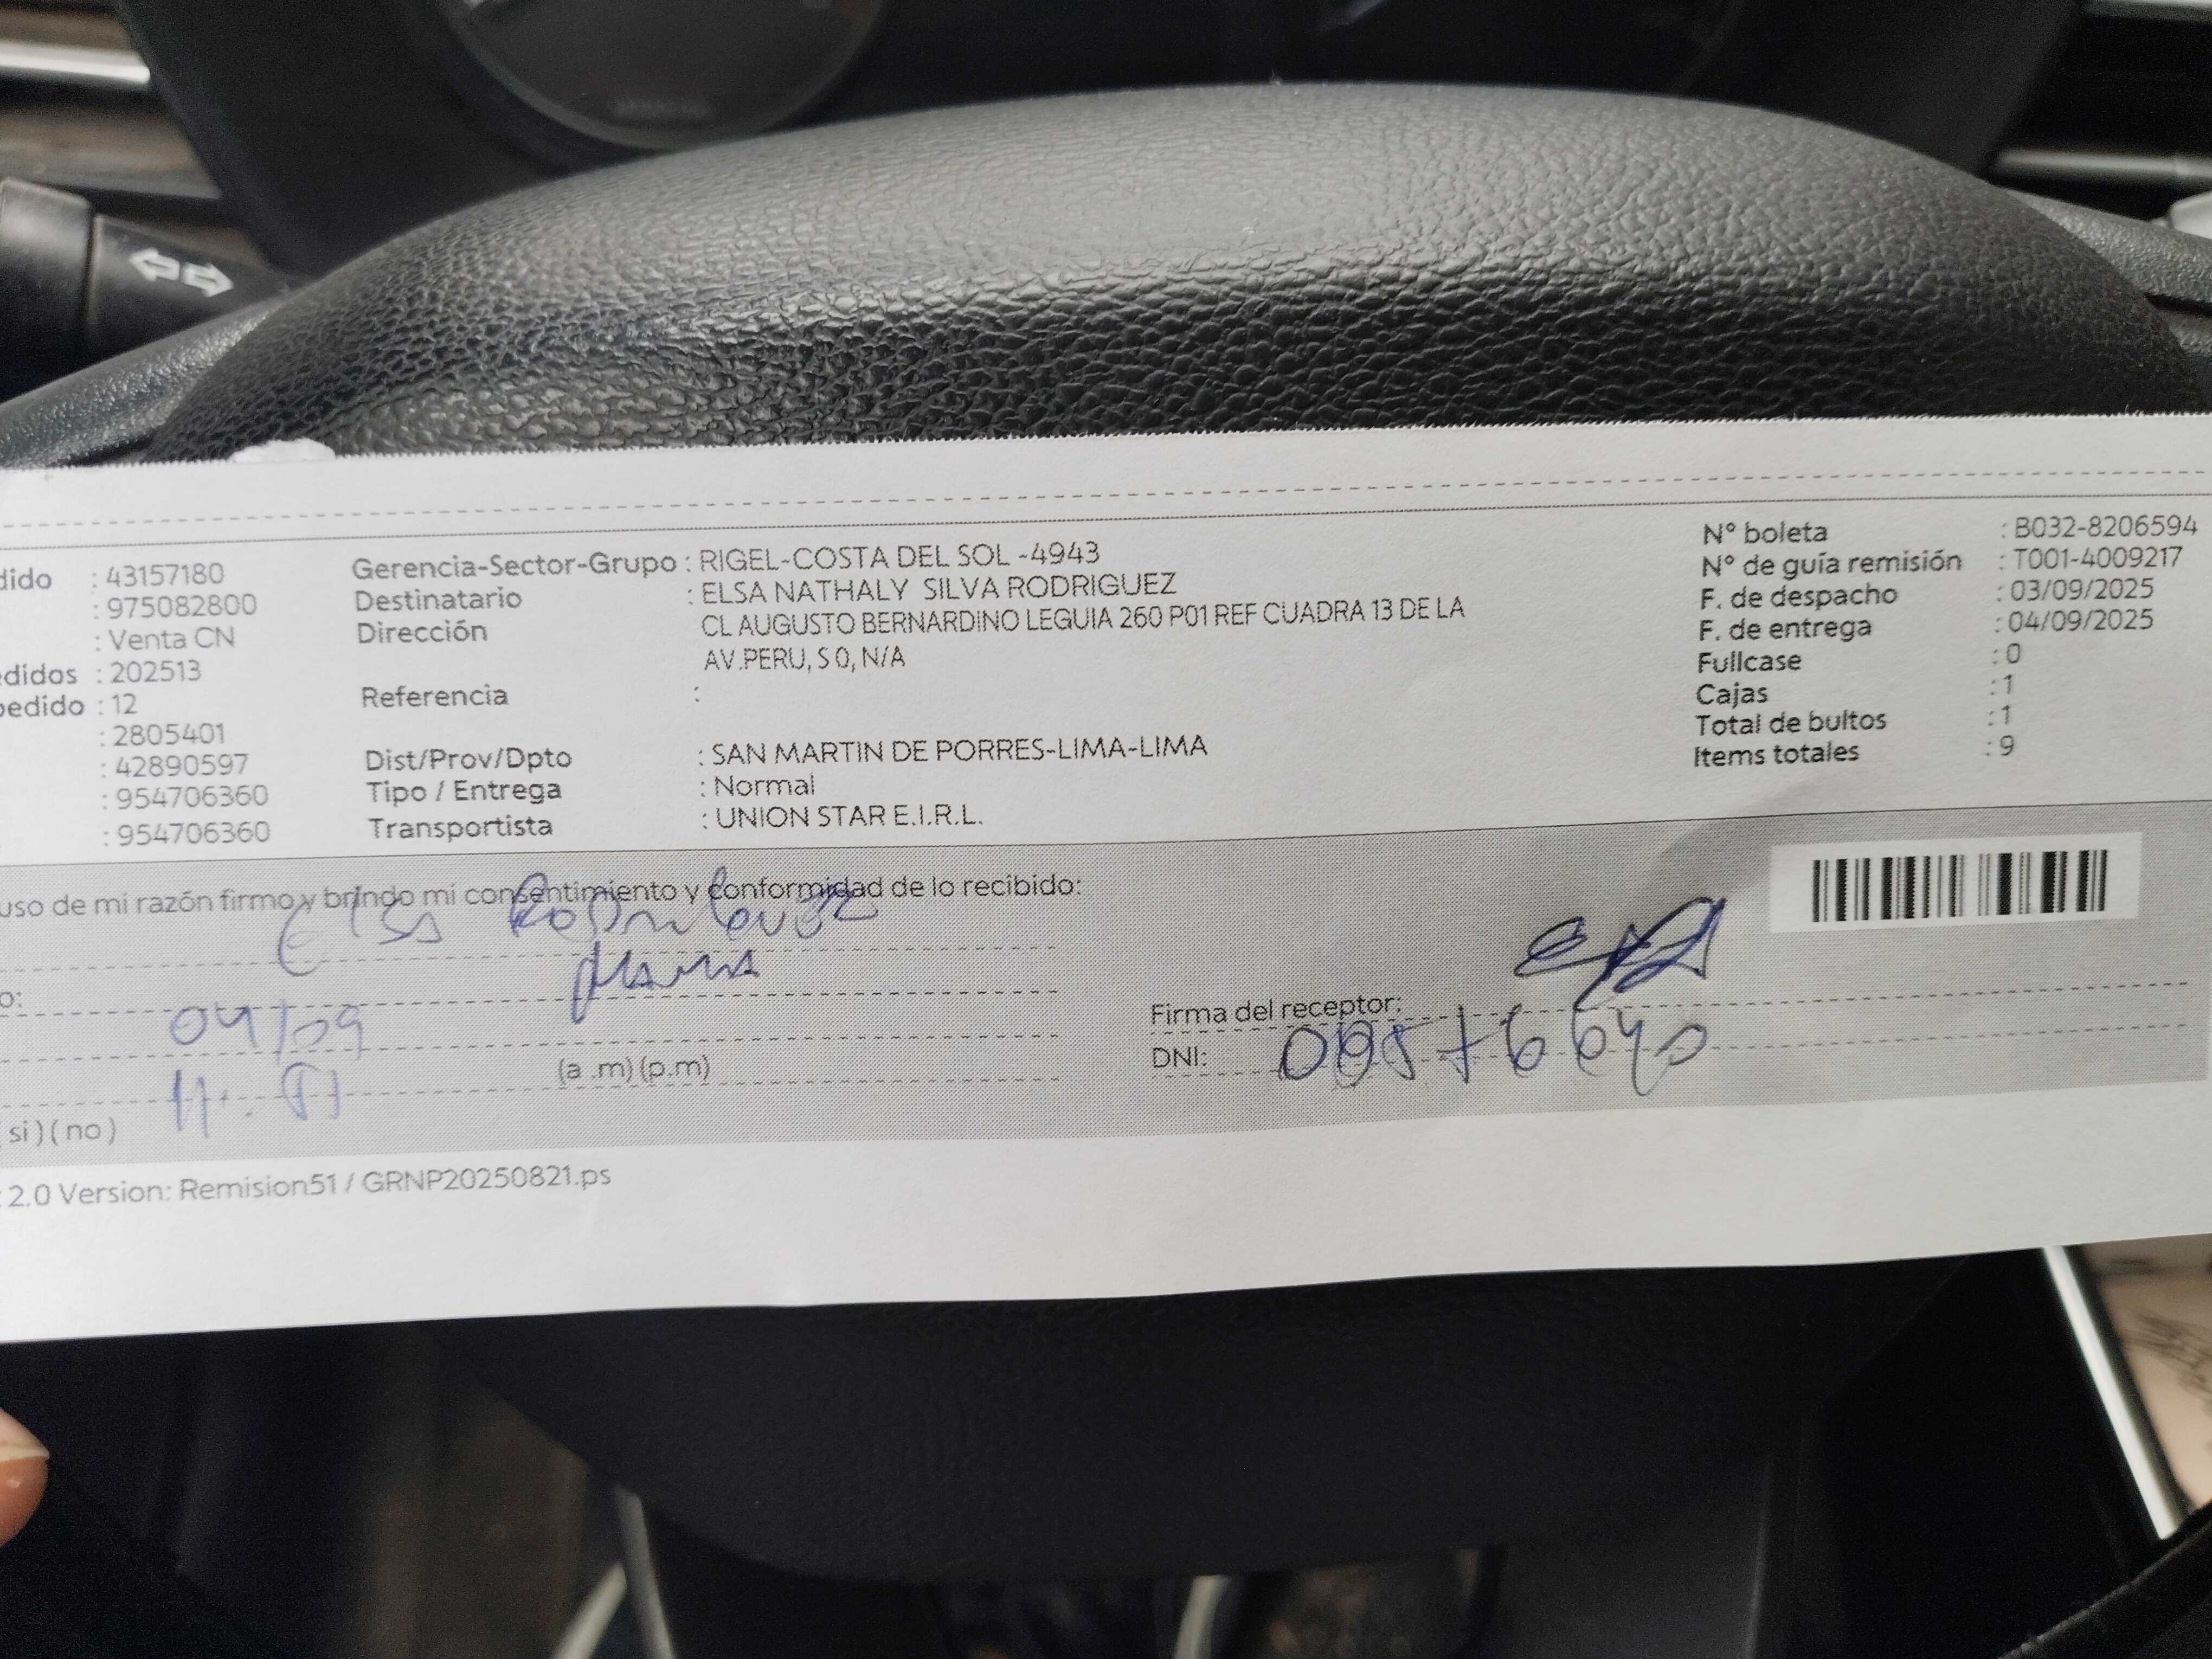 dido : 43157180 Gerencia-Sector-Grupo : RIGEL-COSTA DEL SOL -4943 N° boleta : B032-8206594
: 975082800 Destinatario : ELSA NATHALY SILVA RODRIGUEZ N° de guía remisión : T001-4009217
: Venta CN Dirección CL AUGUSTO BERNARDINO LEGUIA 260 P01 REF CUADRA 13 DE LA F. de despacho : 03/09/2025
edidos : 202513 AV.PERU, S 0, N/A F. de entrega : 04/09/2025
pedido : 12 Referencia : Fullcase : 0
: 2805401 Cajas : 1
: 42890597 Dist/Prov/Dpto : SAN MARTIN DE PORRES-LIMA-LIMA Total de bultos : 1
: 954706360 Tipo / Entrega : Normal Items totales : 9
: 954706360 Transportista : UNION STAR E.I.R.L.
uso de mi razón firmo y brindo mi consentimiento y conformidad de lo recibido:
Elsa
o: mama
04/09 Firma del receptor:
(a .m) (p.m) DNI:
si ) ( no )
: 2.0 Version: Remision51 / GRNP20250821.ps